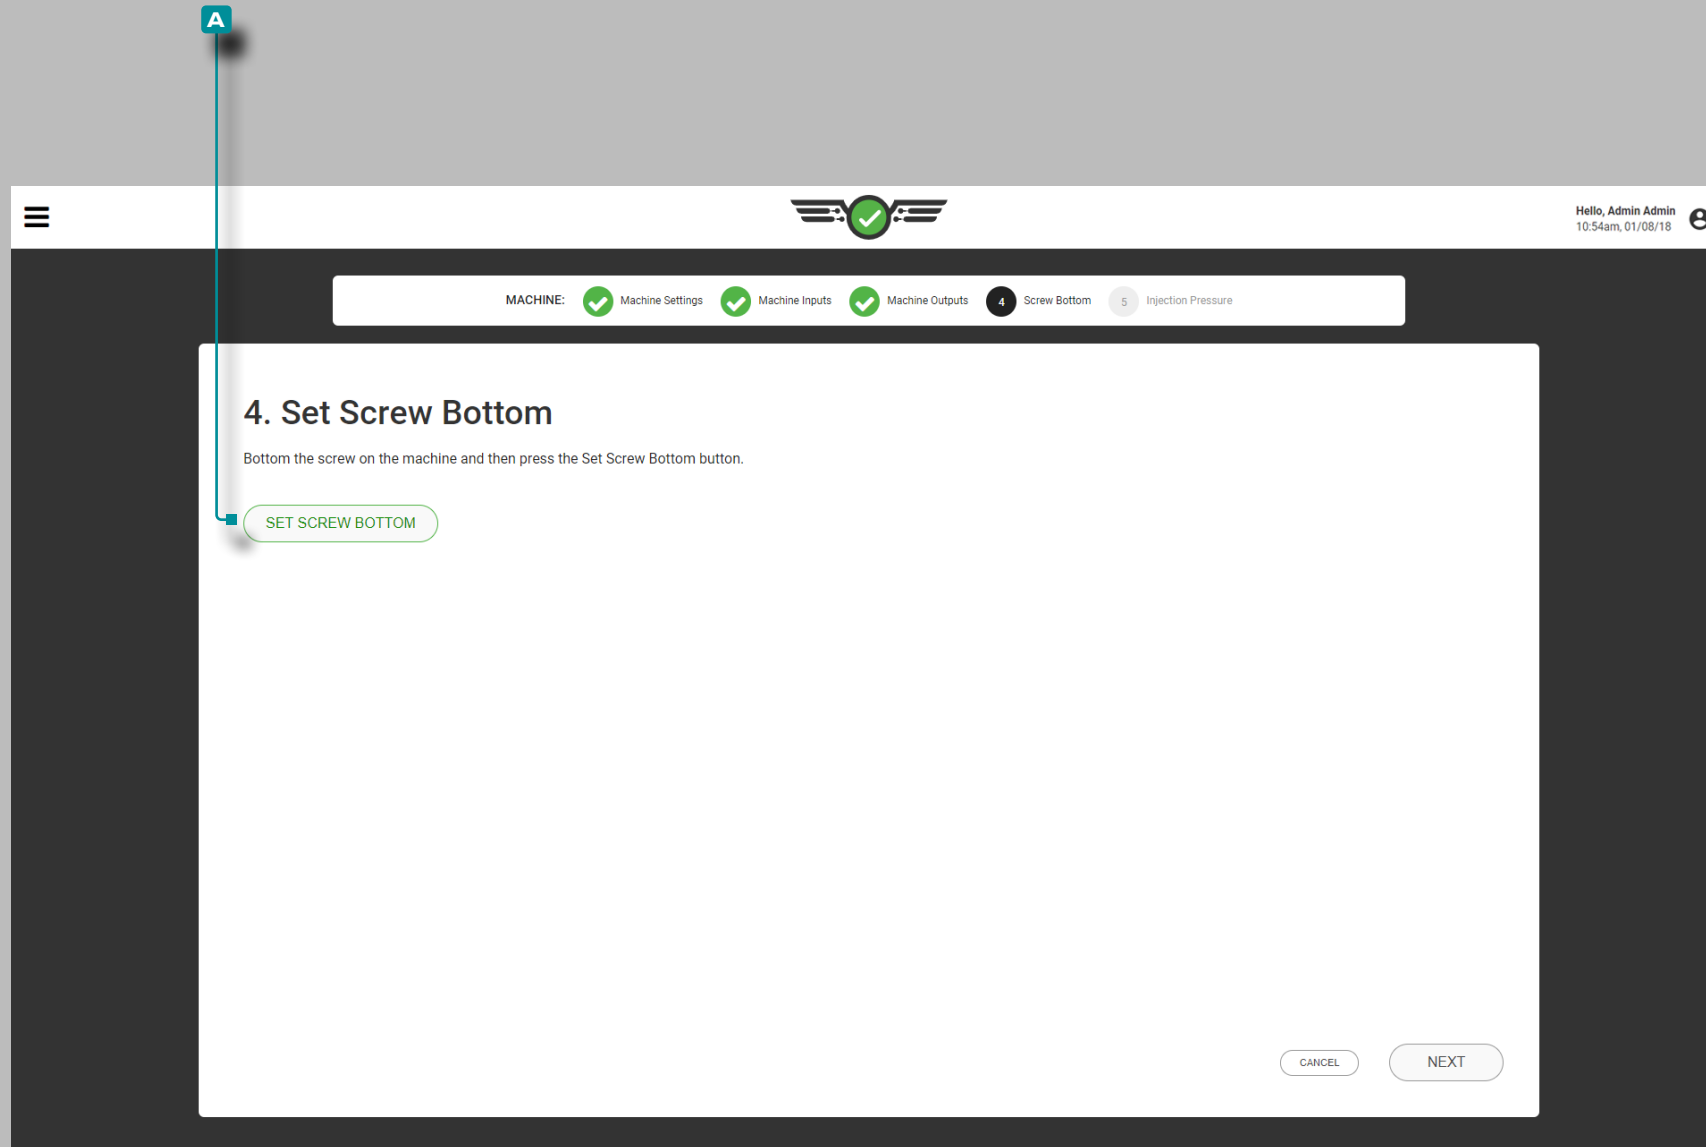 A
Hello, Admin Admin
10:54am, 01/08/18
MACHINE: Machine Settings Machine Inputs Machine Outputs 4 Screw Bottom 5 Injection Pressure
4. Set Screw Bottom
Bottom the screw on the machine and then press the Set Screw Bottom button.
SET SCREW BOTTOM
CANCEL NEXT